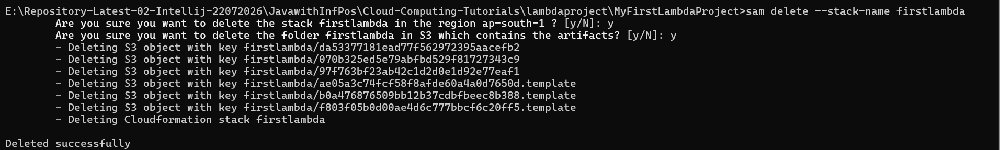 E:\Repository-Latest-02-Intellij-22072026\JavawithInfPos\Cloud-Computing-Tutorials\lambdaproject\MyFirstLambdaProject>sam delete --stack-name firstlambda
Are you sure you want to delete the stack firstlambda in the region ap-south-1 ? [y/N]: y
Are you sure you want to delete the folder firstlambda in S3 which contains the artifacts? [y/N]: y
- Deleting S3 object with key firstlambda/da53377181ead77f562972395aacefb2
- Deleting S3 object with key firstlambda/070b325ed5e79abfbd529f81727343c9
- Deleting S3 object with key firstlambda/97f763bf23ab42c1d2d0e1d92e77eaf1
- Deleting S3 object with key firstlambda/ae05a3c74fcf58f8afde60a4a0d7650d.template
- Deleting S3 object with key firstlambda/b0a476876509bb12b37cdbfbeec8b388.template
- Deleting S3 object with key firstlambda/f803f05b0d00ae4d6c777bbcf6c20ff5.template
- Deleting Cloudformation stack firstlambda
Deleted successfully